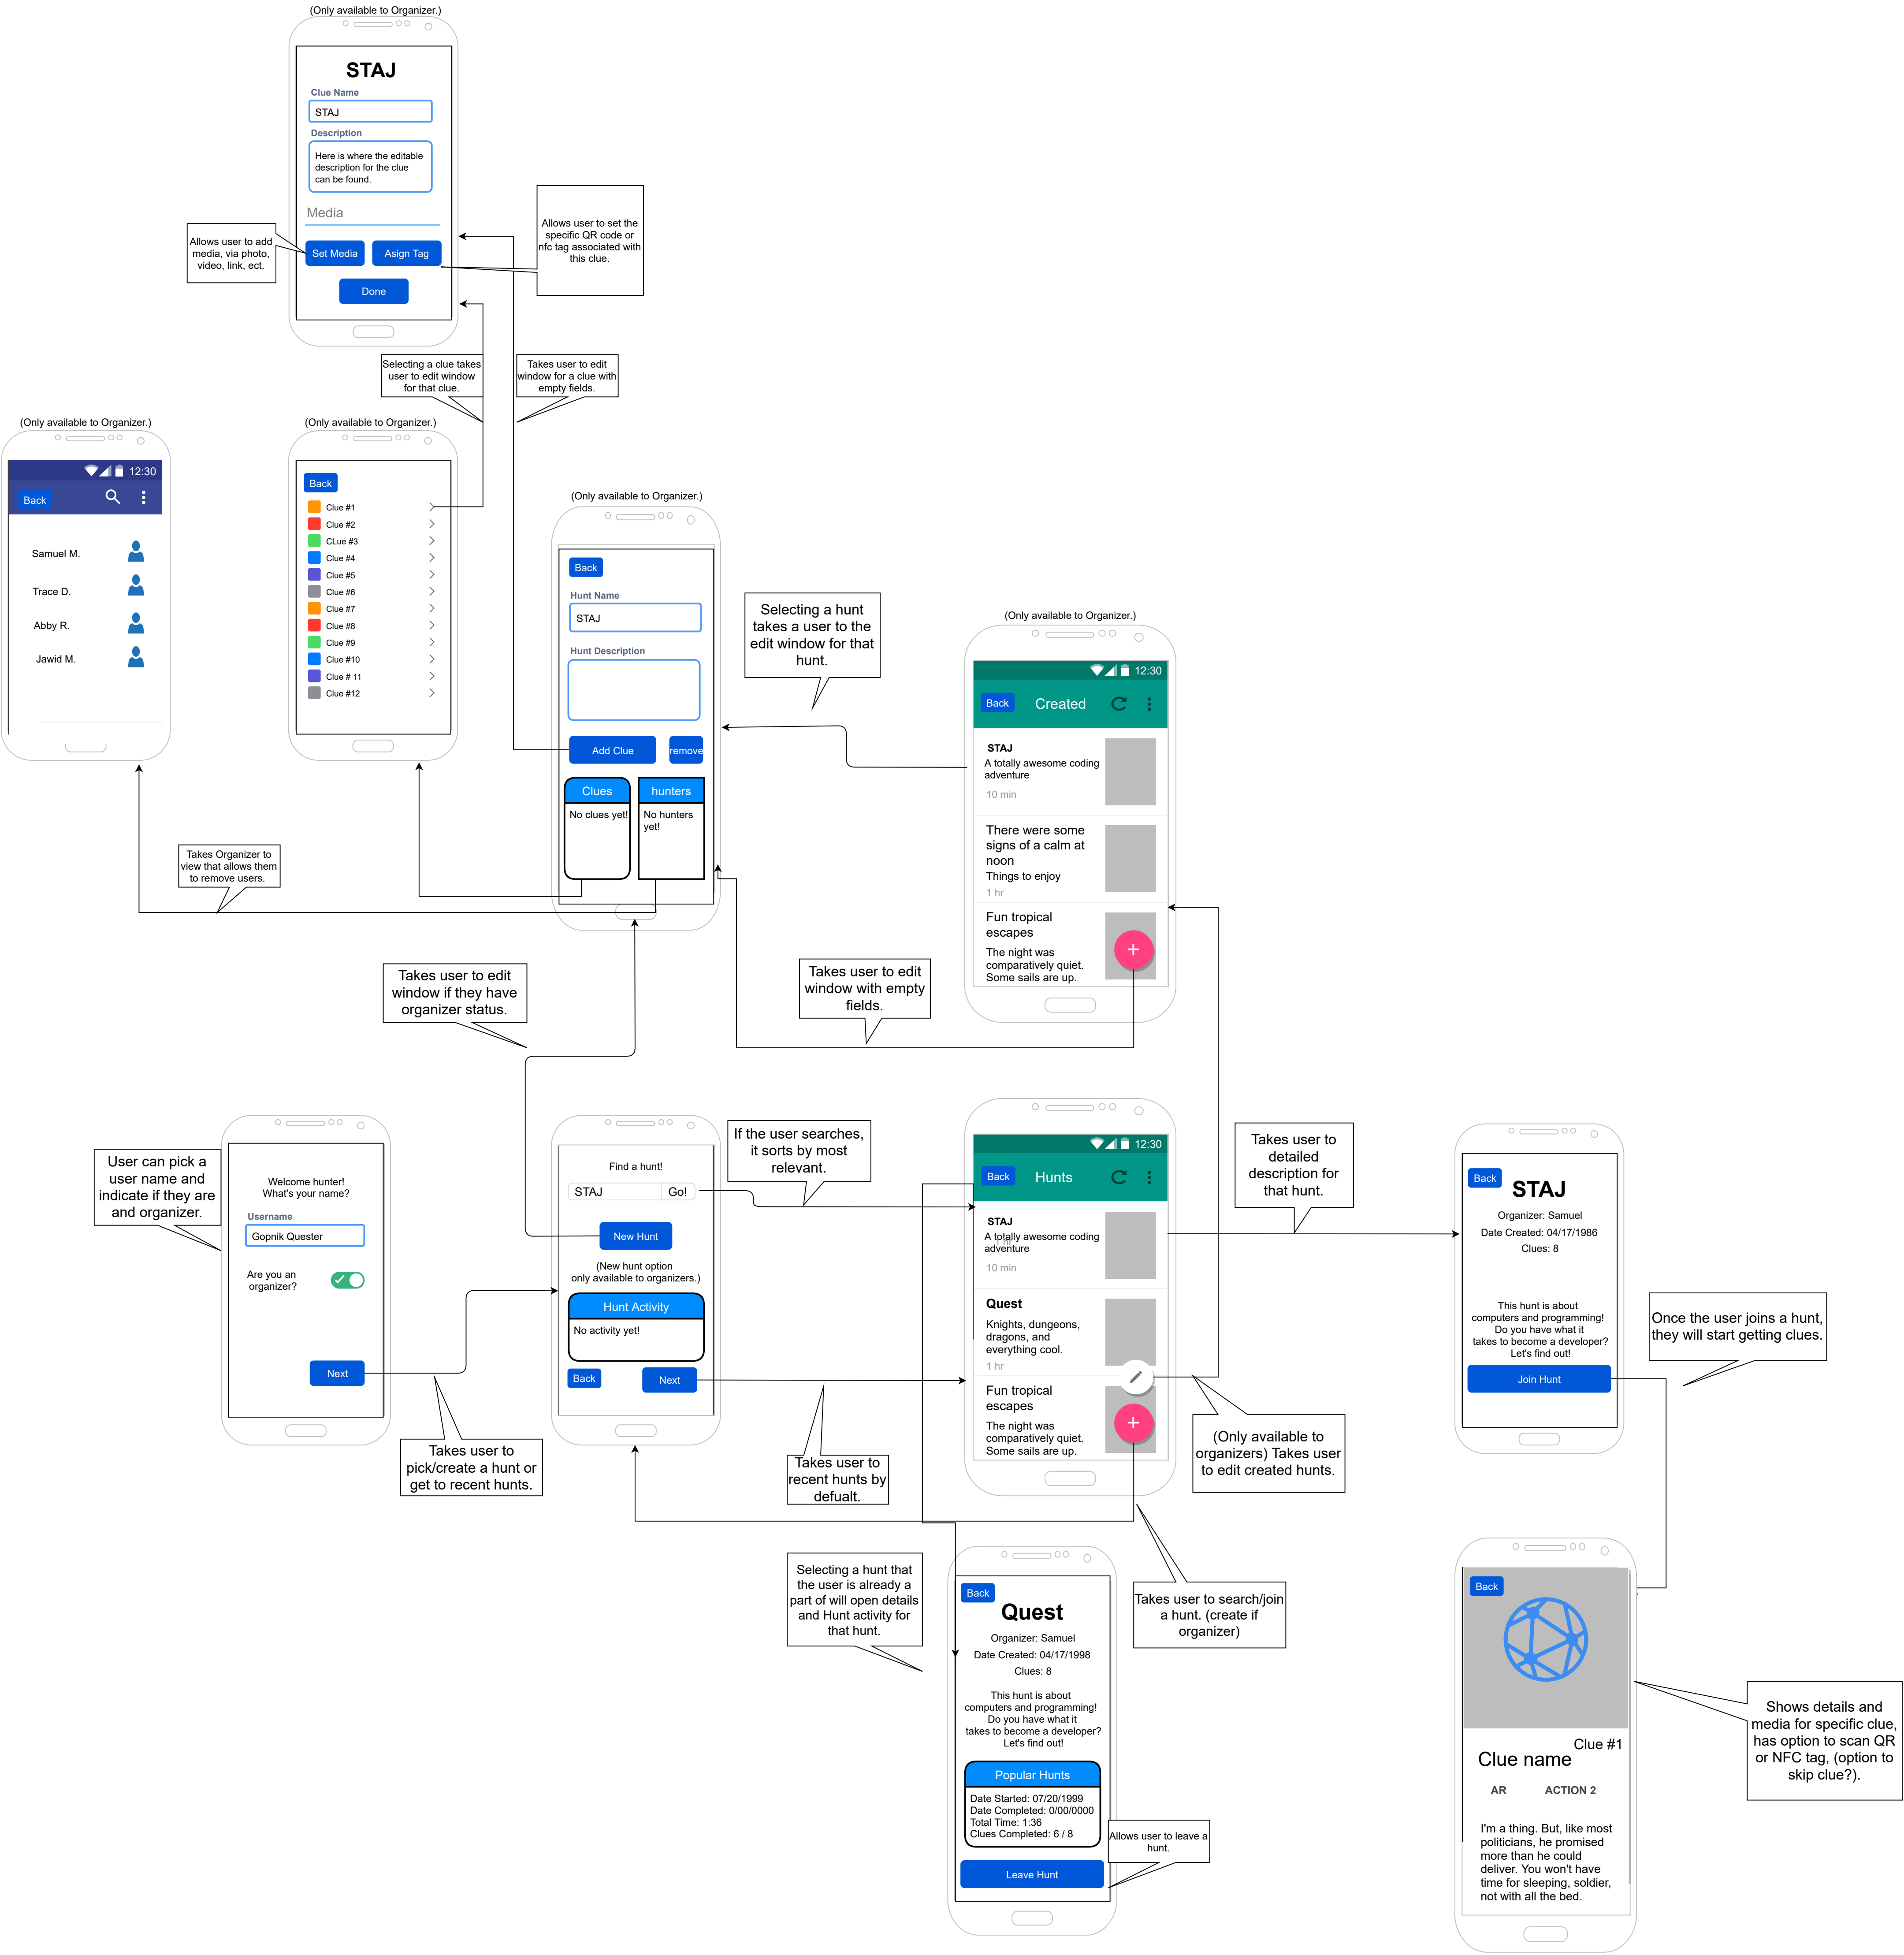 (Only available to Organizer.)
STAJ
Clue Name
STAJ
Description
Here is where the editable
description for the clue
can be found.
Media
Set Media
Asign Tag
Done
Allows user to add
media, via photo,
video, link, ect.
Allows user to set the
specific QR code or
nfc tag associated with
this clue.
Selecting a clue takes
user to edit window
for that clue.
Takes user to edit
window for a clue with
empty fields.
(Only available to Organizer.)
12:30
Back
Samuel M.
Trace D.
Abby R.
Jawid M.
(Only available to Organizer.)
Back
Clue #1
Clue #2
CLue #3
Clue #4
Clue #5
Clue #6
Clue #7
Clue #8
Clue #9
Clue #10
Clue # 11
Clue #12
(Only available to Organizer.)
Back
Hunt Name
STAJ
Hunt Description
Add Clue
remove
Clues
No clues yet!
hunters
No hunters
yet!
Selecting a hunt
takes a user to the
edit window for that
hunt.
(Only available to Organizer.)
12:30
Back
Created
STAJ
A totally awesome coding
adventure
10 min
There were some
signs of a calm at
noon
Things to enjoy
1 hr
Fun tropical
escapes
The night was
comparatively quiet.
Some sails are up.
+
Takes Organizer to
view that allows them
to remove users.
Takes user to edit
window if they have
organizer status.
Takes user to edit
window with empty
fields.
User can pick a
user name and
indicate if they are
and organizer.
Welcome hunter!
What's your name?
Username
Gopnik Quester
Are you an
organizer?
Next
Takes user to
pick/create a hunt or
get to recent hunts.
Find a hunt!
STAJ
Go!
New Hunt
(New hunt option
only available to organizers.)
Hunt Activity
No activity yet!
Back
Next
If the user searches,
it sorts by most
relevant.
Takes user to
recent hunts by
defualt.
12:30
Back
Hunts
STAJ
A totally awesome coding
1 hr
adventure
10 min
Quest
Knights, dungeons,
dragons, and
everything cool.
1 hr
Fun tropical
escapes
The night was
comparatively quiet.
Some sails are up.
+
Takes user to
detailed
description for
that hunt.
(Only available to
organizers) Takes user
to edit created hunts.
Back
STAJ
Organizer: Samuel
Date Created: 04/17/1986
Clues: 8
This hunt is about
computers and programming!
Do you have what it
takes to become a developer?
Let's find out!
Join Hunt
Once the user joins a hunt,
they will start getting clues.
Selecting a hunt that
the user is already a
part of will open details
and Hunt activity for
that hunt.
Back
Quest
Organizer: Samuel
Date Created: 04/17/1998
Clues: 8
This hunt is about
computers and programming!
Do you have what it
takes to become a developer?
Let's find out!
Popular Hunts
Date Started: 07/20/1999
Date Completed: 0/00/0000
Total Time: 1:36
Clues Completed: 6 / 8
Leave Hunt
Takes user to search/join
a hunt. (create if
organizer)
Allows user to leave a
hunt.
Back
Clue #1
Clue name
AR
ACTION 2
I'm a thing. But, like most
politicians, he promised
more than he could
deliver. You won't have
time for sleeping, soldier,
not with all the bed.
Shows details and
media for specific clue,
has option to scan QR
or NFC tag, (option to
skip clue?).